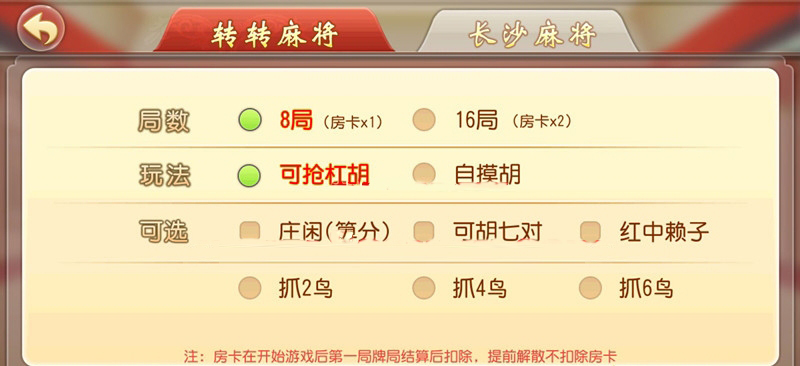 转转麻将 长沙麻将
局数 8局（房卡x1） 16局（房卡x2）
玩法 可抢杠胡 自摸胡
可选 庄闲(算分) 可胡七对 红中赖子
抓2鸟 抓4鸟 抓6鸟
注：房卡在开始游戏后第一局牌局结算后扣除，提前解散不扣除房卡